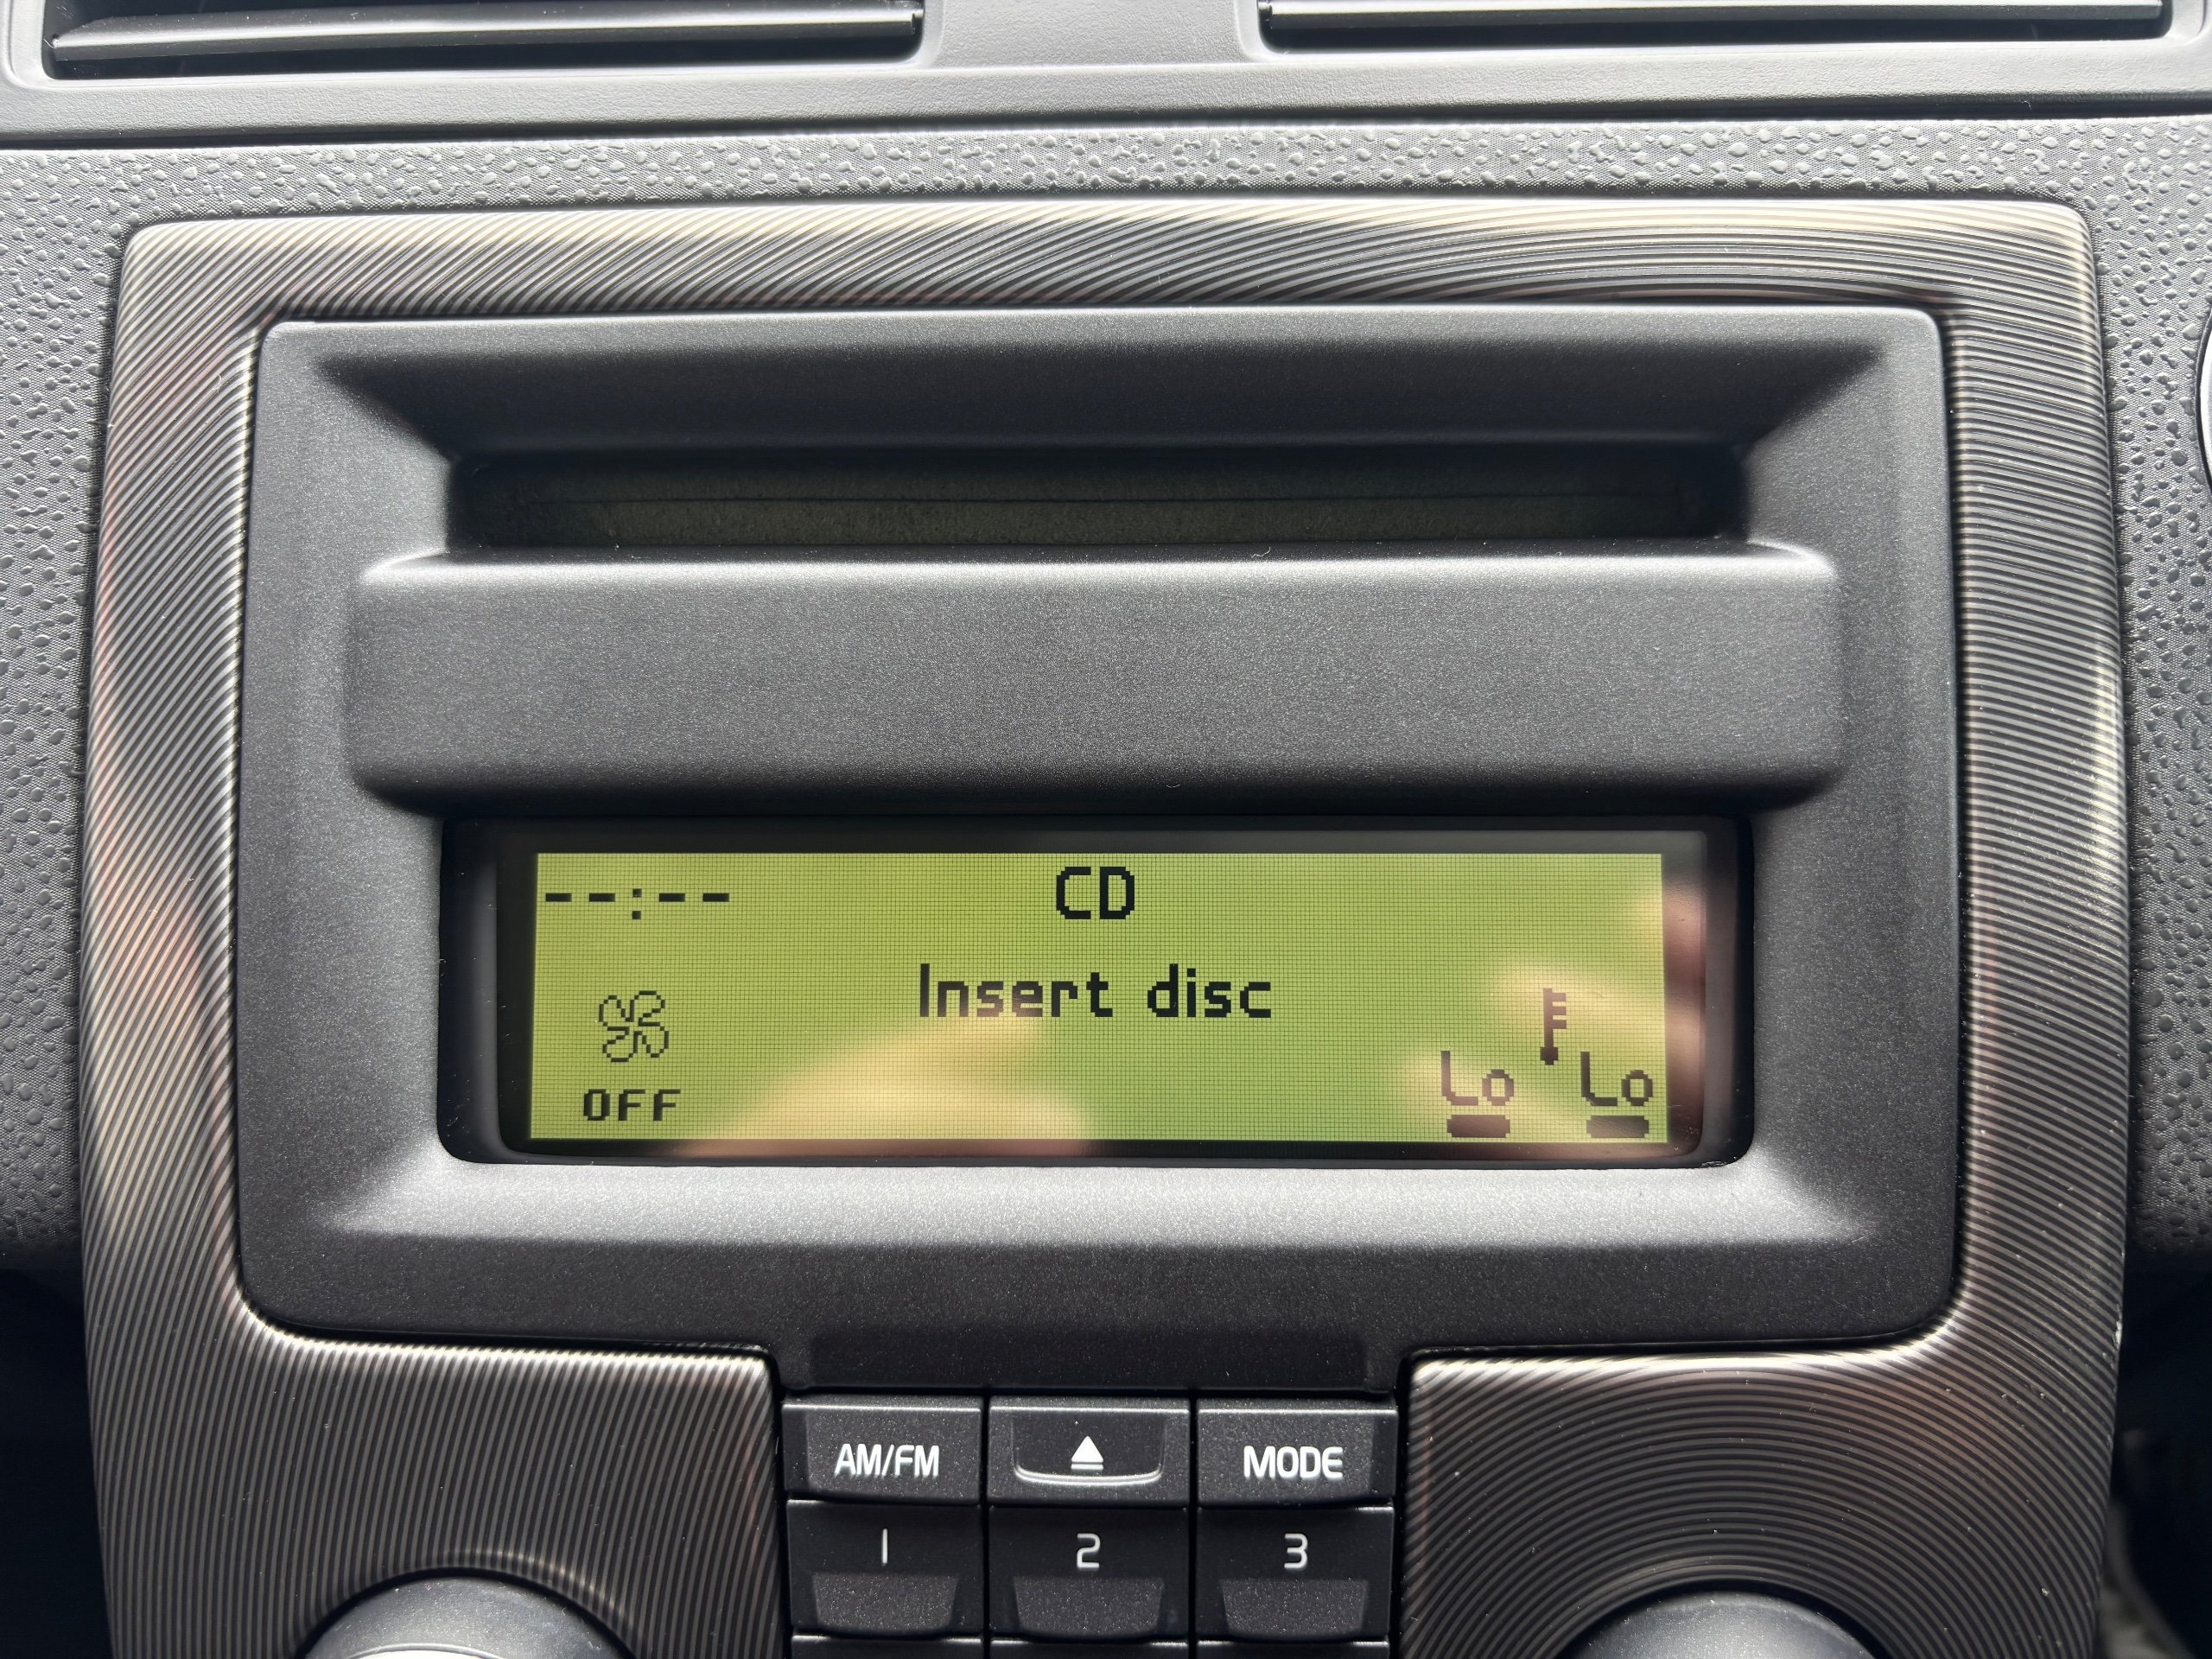 --:-- CD
Insert disc
OFF Lo Lo
AM/FM MODE
1 2 3